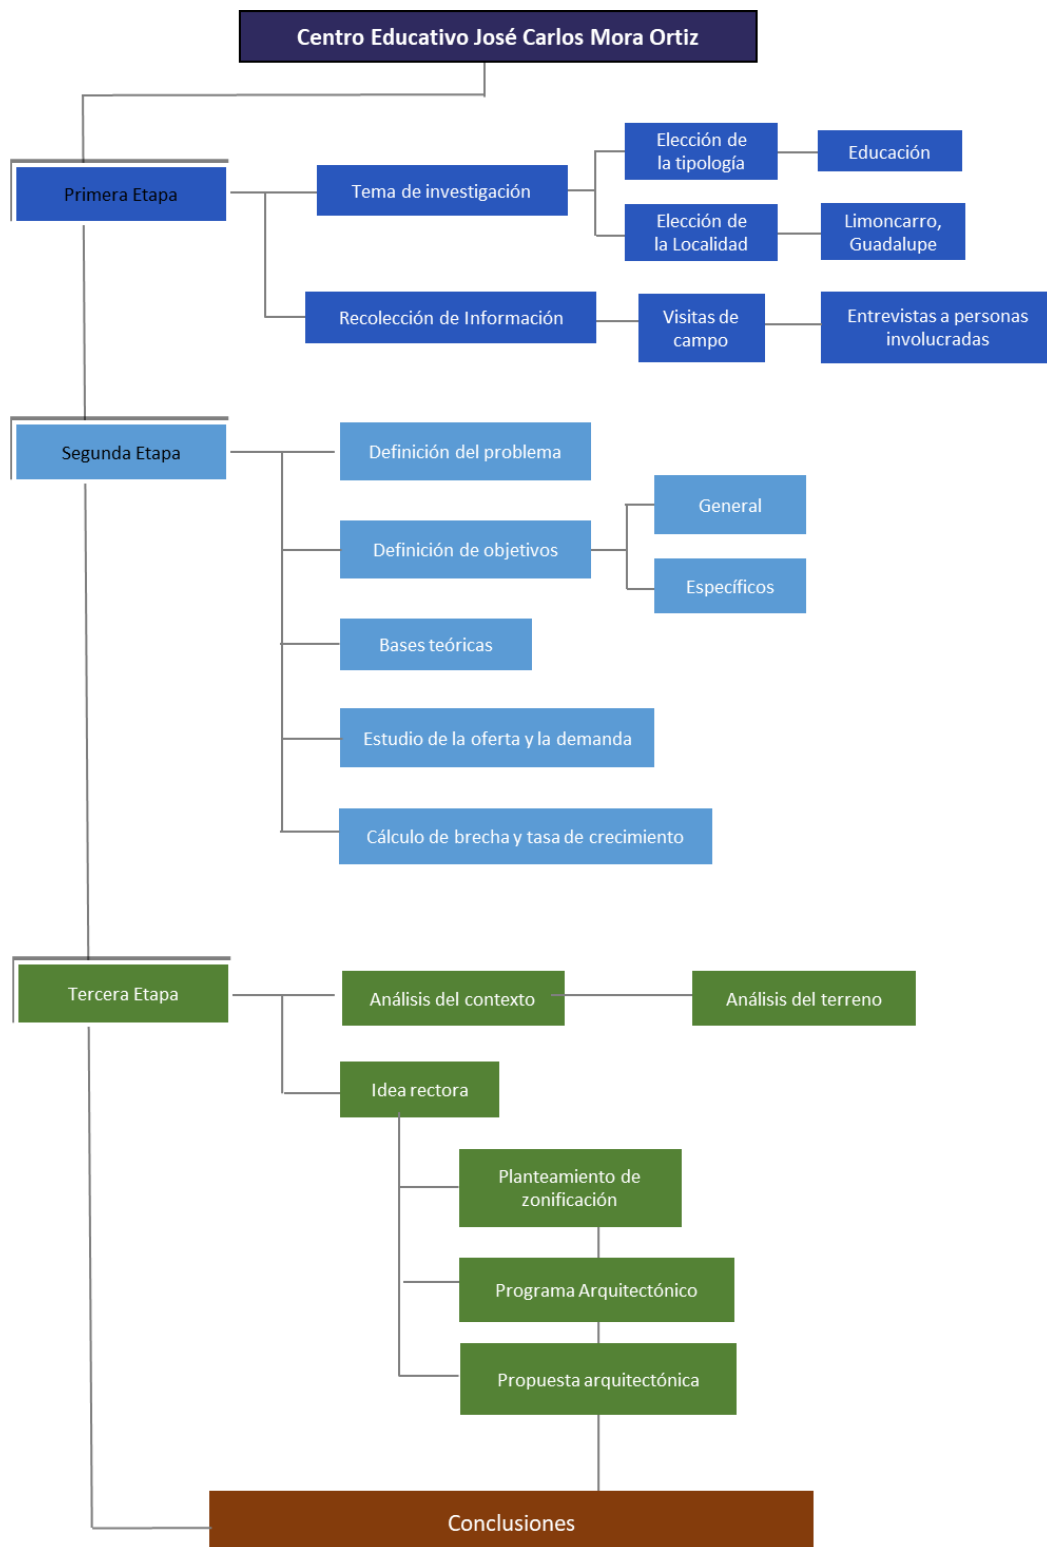 Centro Educativo José Carlos Mora Ortiz
Primera Etapa
Tema de investigación
Elección de
la tipología
Educación
Elección de
la Localidad
Limoncarro,
Guadalupe
Recolección de Información
Visitas de
campo
Entrevistas a personas
involucradas
Segunda Etapa
Definición del problema
Definición de objetivos
General
Específicos
Bases teóricas
Estudio de la oferta y la demanda
Cálculo de brecha y tasa de crecimiento
Tercera Etapa
Análisis del contexto
Análisis del terreno
Idea rectora
Planteamiento de
zonificación
Programa Arquitectónico
Propuesta arquitectónica
Conclusiones